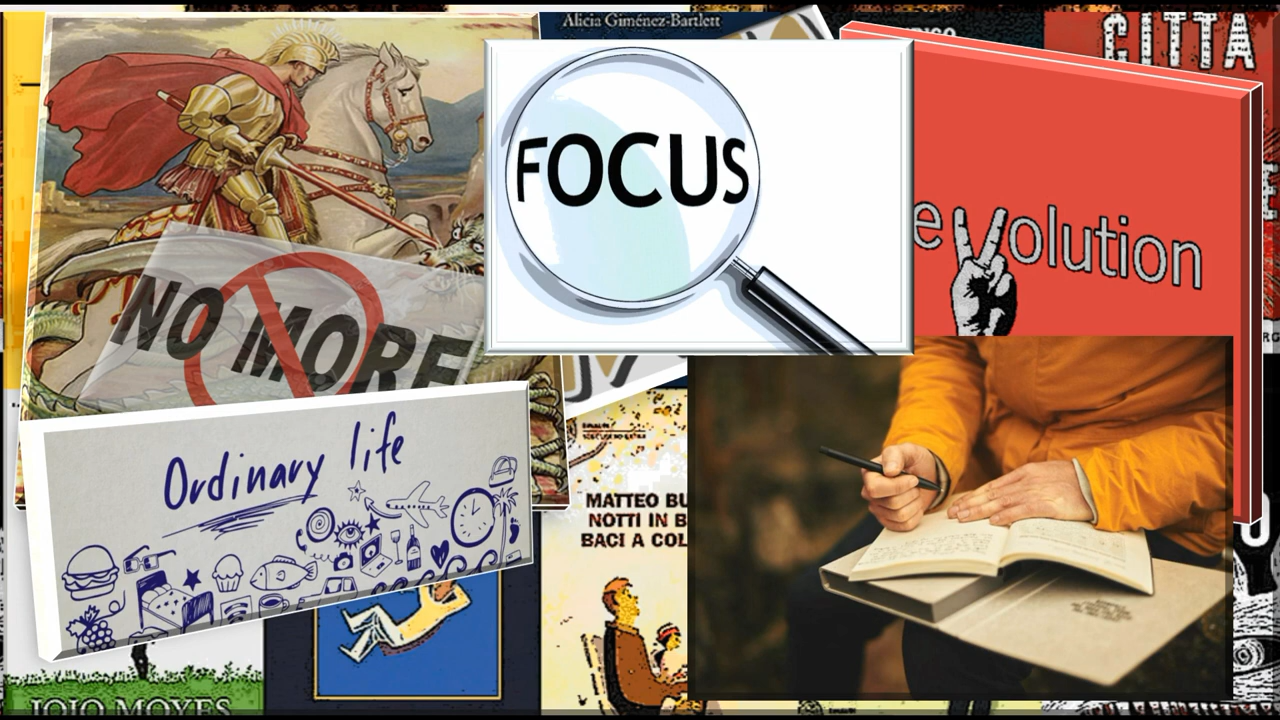 Alicia Giménez-Bartlett
CITTA
FOCUS
evolution
NO MORE
Ordinary life
MATTEO BU
NOTTI IN B
BACI A COL
JOJO MOYES